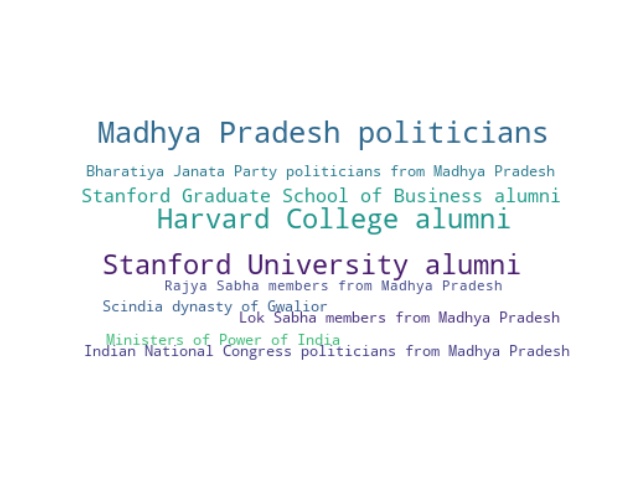 Madhya Pradesh politicians
Bharatiya Janata Party politicians from Madhya Pradesh
Stanford Graduate School of Business alumni
Harvard College alumni
Stanford University alumni
Rajya Sabha members from Madhya Pradesh
Scindia dynasty of Gwalior
Lok Sabha members from Madhya Pradesh
Ministers of Power of India
Indian National Congress politicians from Madhya Pradesh